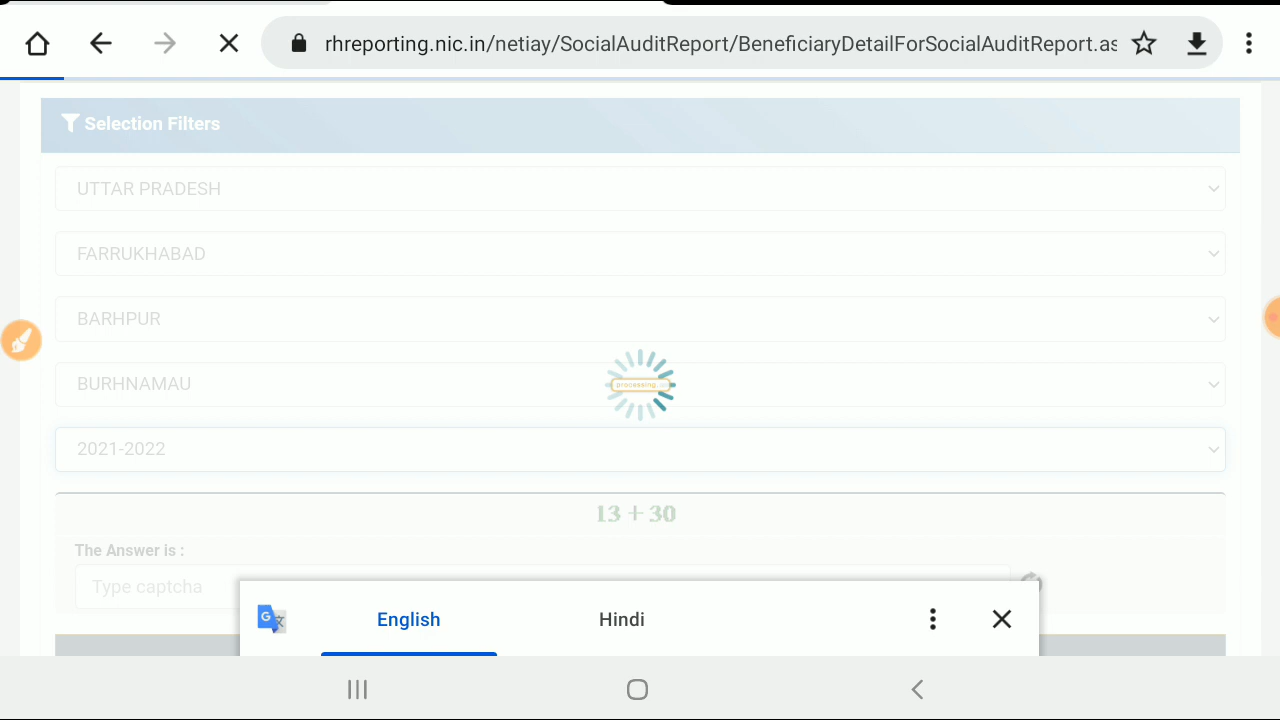 rhreporting.nic.in/netiay/SocialAuditReport/BeneficiaryDetailForSocialAuditReport.as
Selection Filters
UTTAR PRADESH
FARRUKHABAD
BARHPUR
BURHNAMAU
processing
2021-2022
13 + 30
The Answer is :
Type captcha
English Hindi